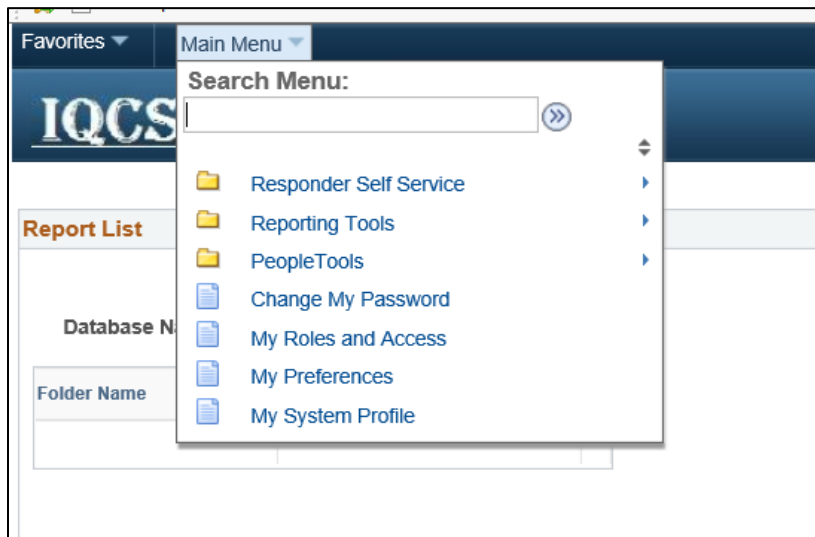 Favorites
Main Menu
Search Menu:
IQCS
Responder Self Service
Report List
Reporting Tools
PeopleTools
Change My Password
Database
My Roles and Access
Folder Name
My Preferences
My System Profile